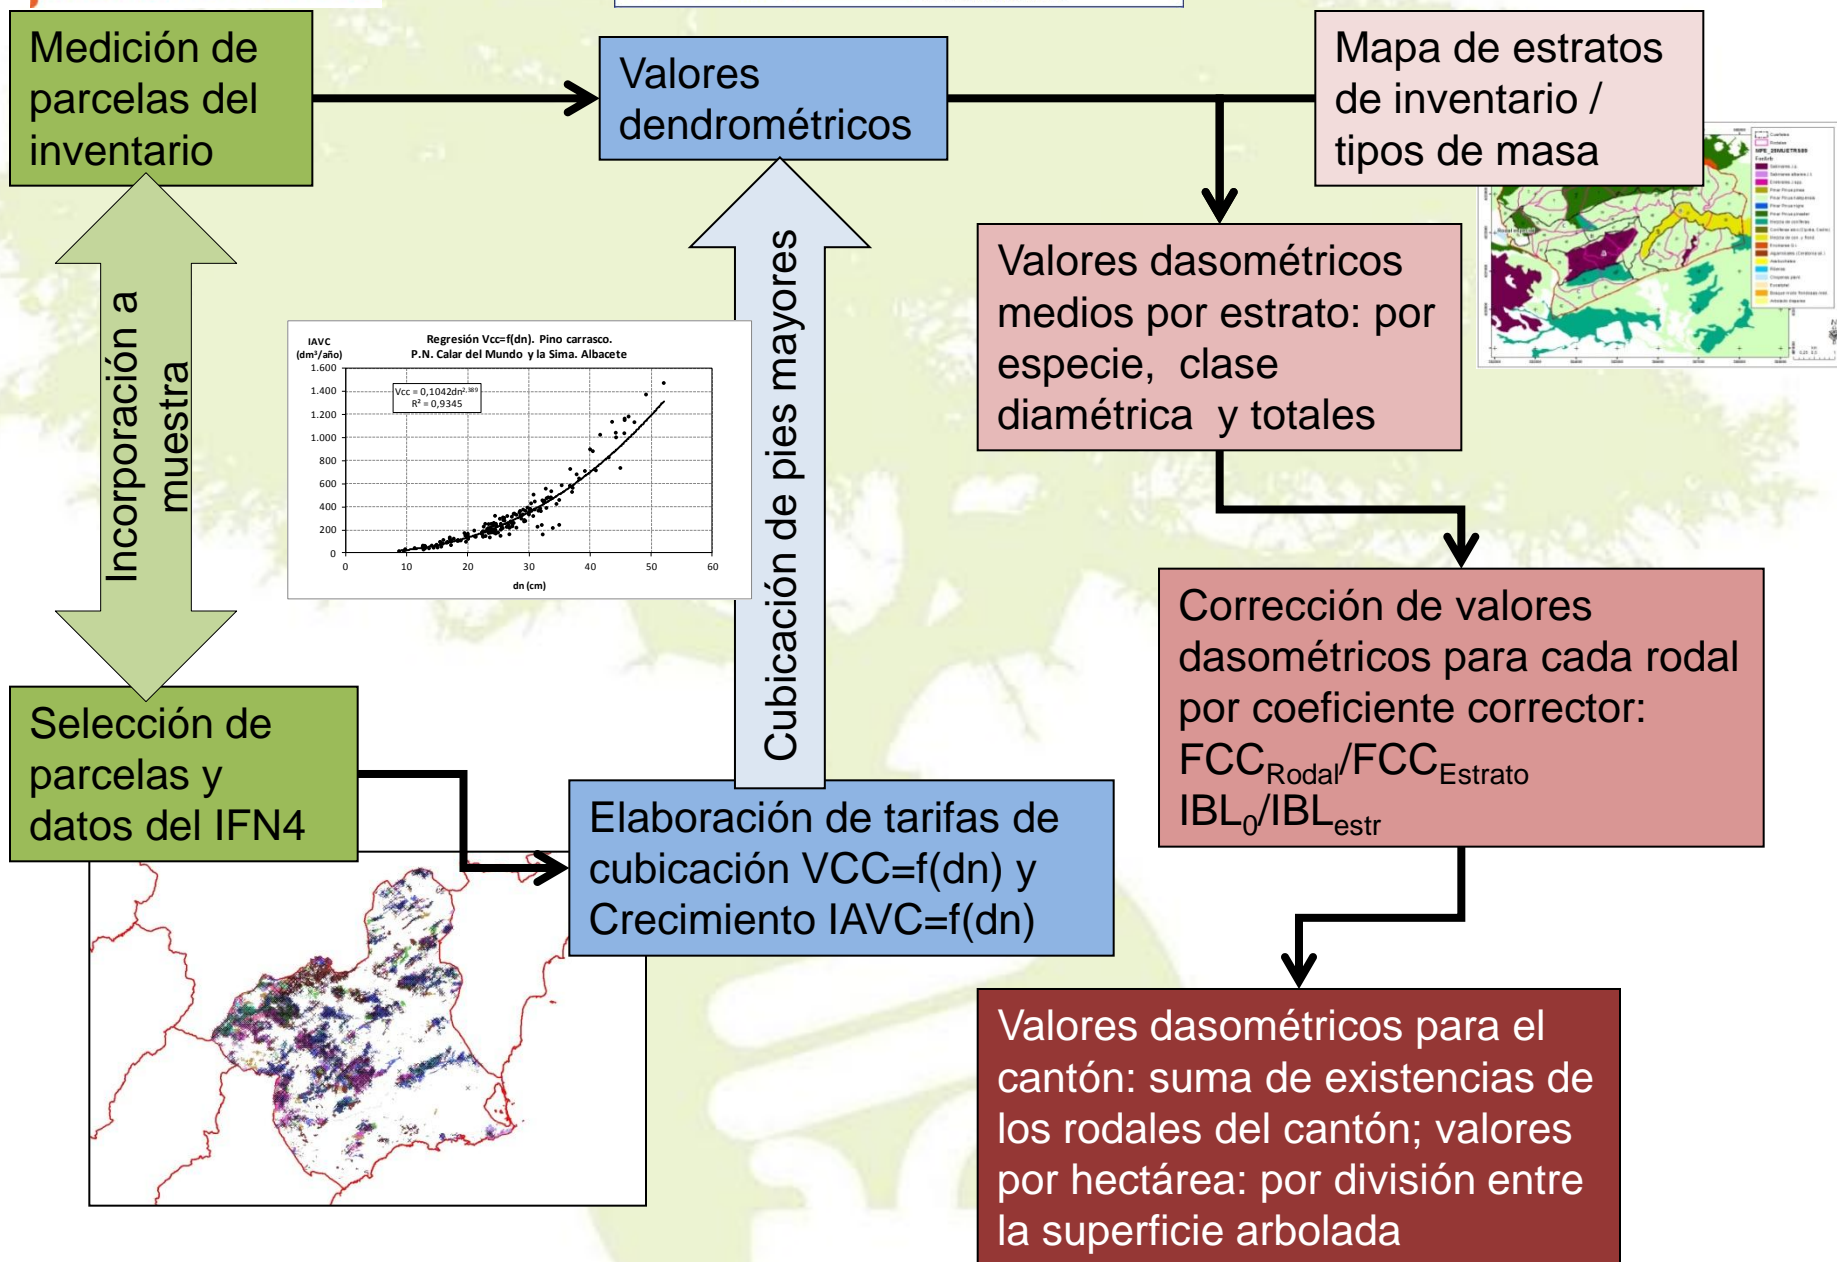 Medición de
parcelas del
inventario
Valores
dendrométricos
Mapa de estratos
de inventario /
tipos de masa
Incorporación a
muestra
Cubicación de pies mayores
Valores dasométricos
medios por estrato: por
especie, clase
diamétrica y totales
IAVC
(dm³/año)
Regresión Vcc=f(dn). Pino carrasco.
P.N. Calar del Mundo y la Sima. Albacete
Vcc = 0,1042dn^2,389
R² = 0,9345
1.600
1.400
1.200
1.000
800
600
400
200
0
0 10 20 30 40 50 60
dn (cm)
Corrección de valores
dasométricos para cada rodal
por coeficiente corrector:
FCC_Rodal/FCC_Estrato
IBL_0/IBL_estr
Selección de
parcelas y
datos del IFN4
Elaboración de tarifas de
cubicación VCC=f(dn) y
Crecimiento IAVC=f(dn)
Valores dasométricos para el
cantón: suma de existencias de
los rodales del cantón; valores
por hectárea: por división entre
la superficie arbolada